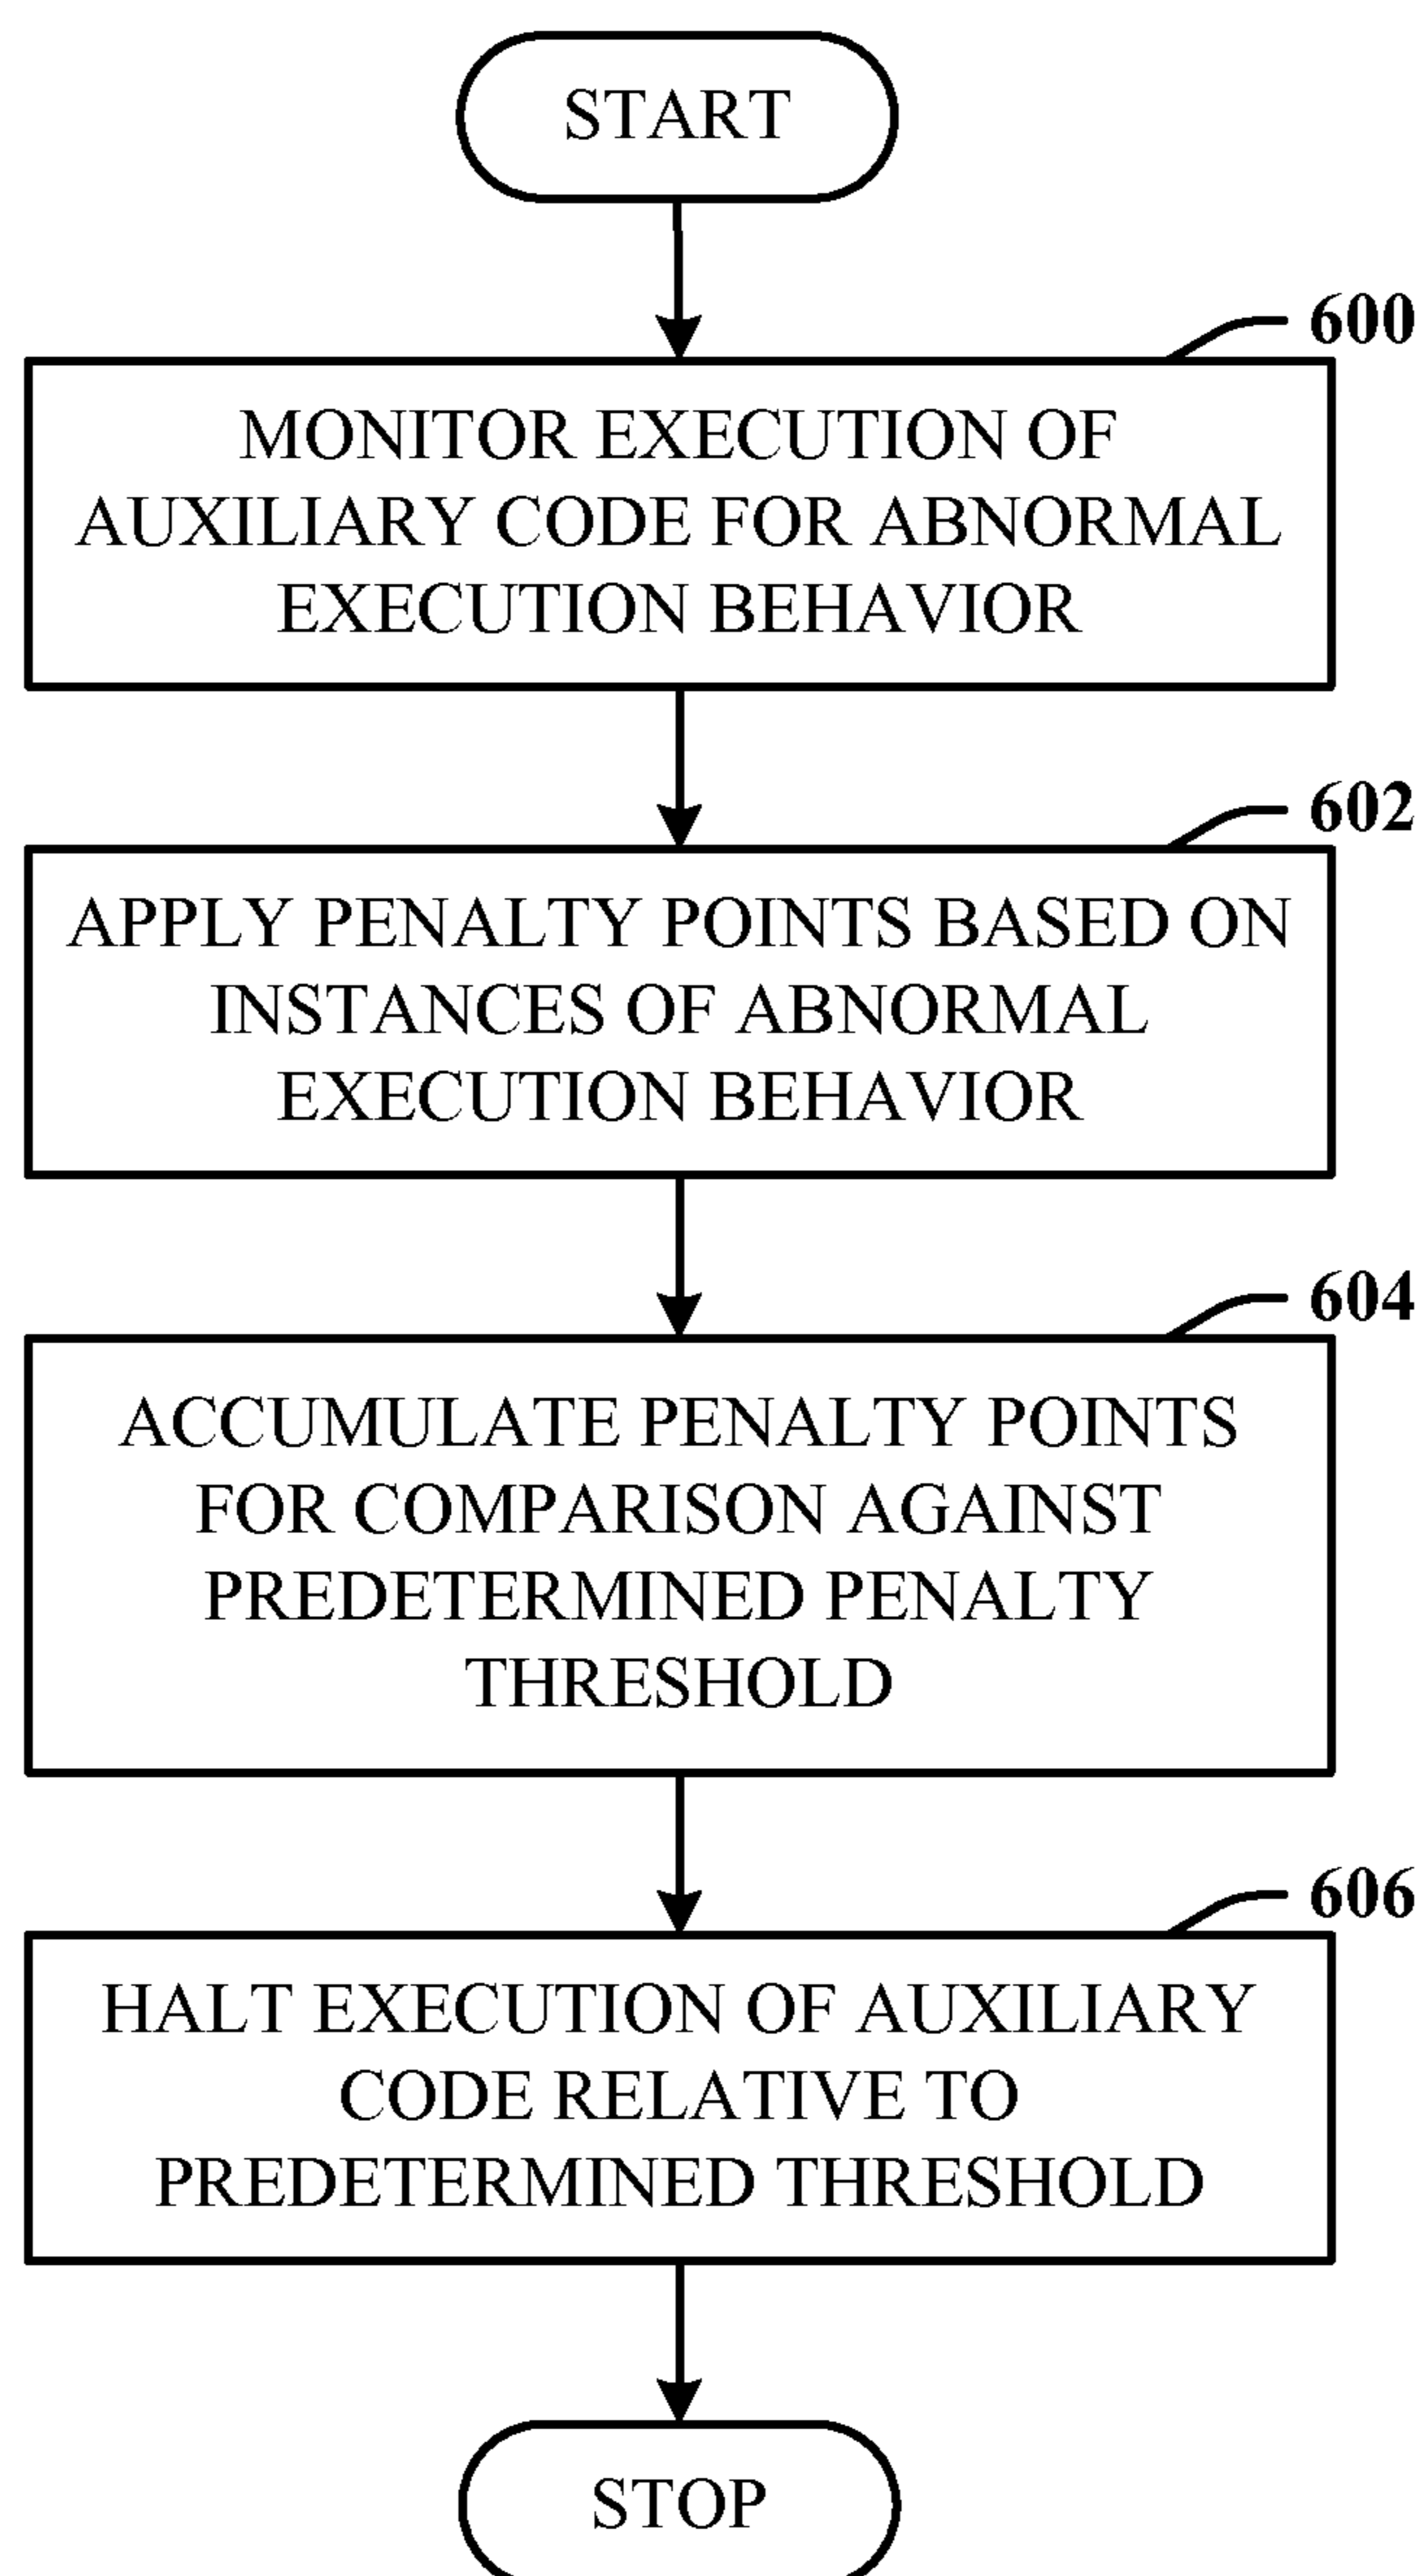 START
600
MONITOR EXECUTION OF
AUXILIARY CODE FOR ABNORMAL
EXECUTION BEHAVIOR
602
APPLY PENALTY POINTS BASED ON
INSTANCES OF ABNORMAL
EXECUTION BEHAVIOR
604
ACCUMULATE PENALTY POINTS
FOR COMPARISON AGAINST
PREDETERMINED PENALTY
THRESHOLD
606
HALT EXECUTION OF AUXILIARY
CODE RELATIVE TO
PREDETERMINED THRESHOLD
STOP